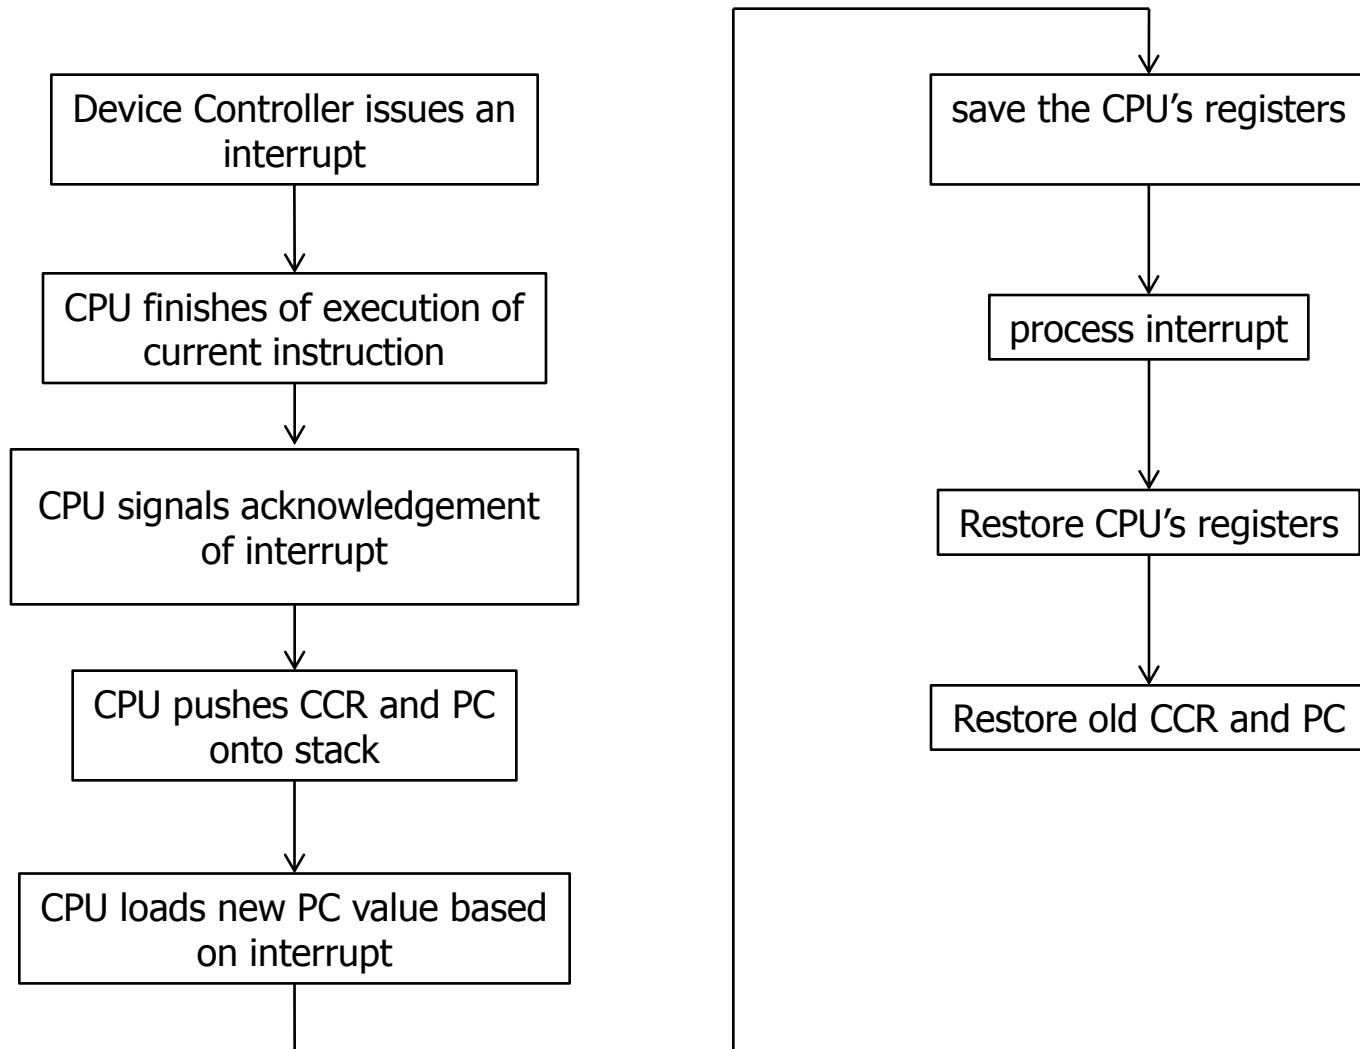 Device Controller issues an
interrupt
CPU finishes of execution of
current instruction
CPU signals acknowledgement
of interrupt
CPU pushes CCR and PC
onto stack
CPU loads new PC value based
on interrupt
save the CPU’s registers
process interrupt
Restore CPU’s registers
Restore old CCR and PC